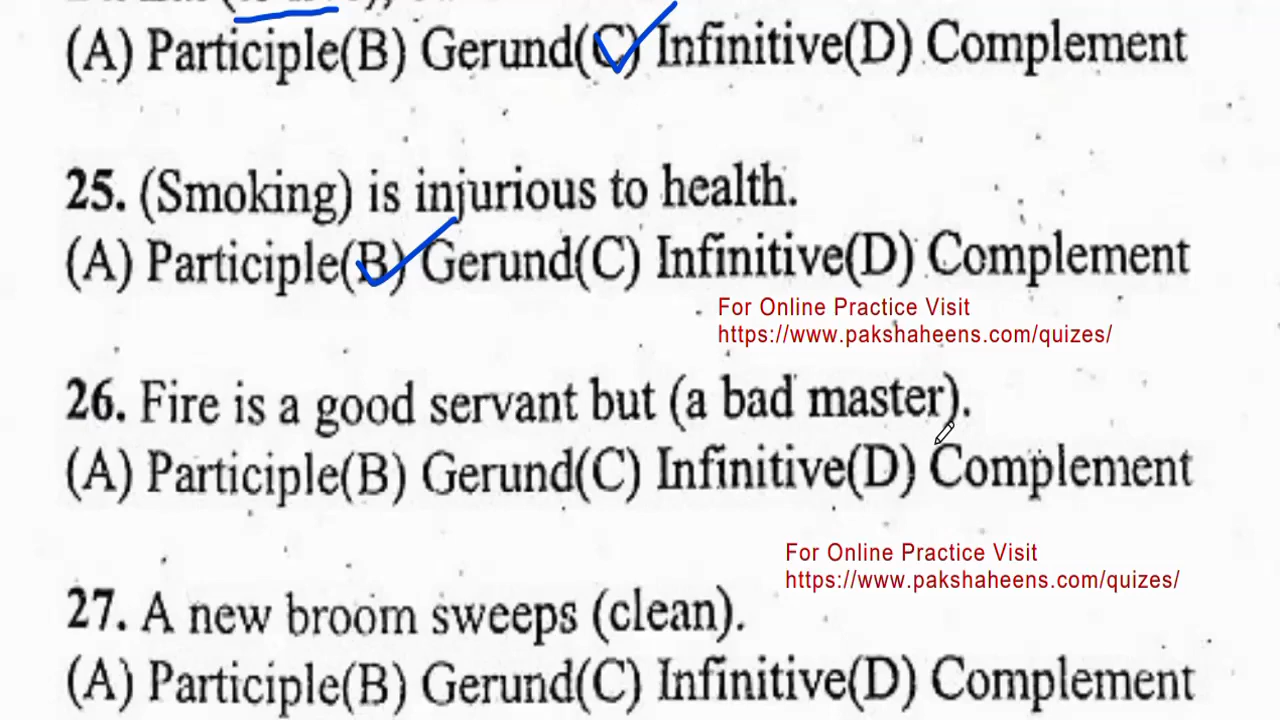 (A) Participle(B) Gerund(C) Infinitive(D) Complement
25. (Smoking) is injurious to health.
(A) Participle(B) Gerund(C) Infinitive(D) Complement
For Online Practice Visit
https://www.pakshaheens.com/quizes/
26. Fire is a good servant but (a bad master).
(A) Participle(B) Gerund(C) Infinitive(D) Complement
For Online Practice Visit
https://www.pakshaheens.com/quizes/
27. A new broom sweeps (clean).
(A) Participle(B) Gerund(C) Infinitive(D) Complement